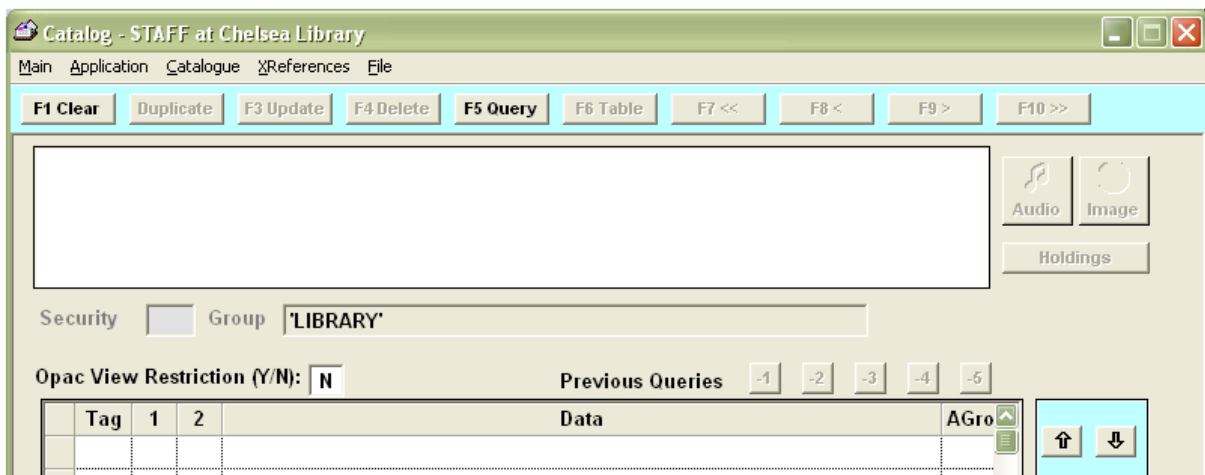 Catalog - STAFF at Chelsea Library
Main Application Catalogue XReferences File
F1 Clear Duplicate F3 Update F4 Delete F5 Query F6 Table F7 << F8 < F9 > F10 >>
Audio Image
Holdings
Security Group 'LIBRARY'
Opac View Restriction (Y/N): N Previous Queries -1 -2 -3 -4 -5
Tag 1 2 Data AGro